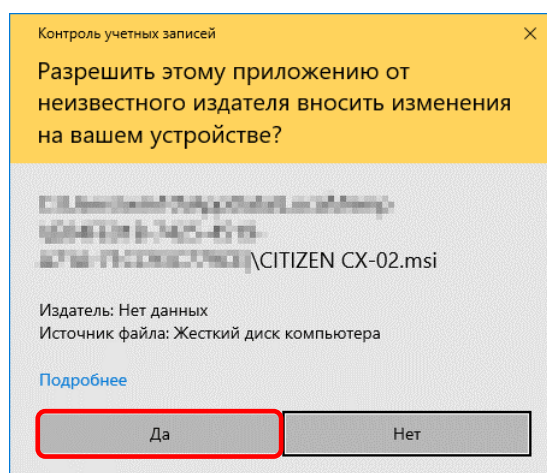 Контроль учетных записей
Разрешить этому приложению от
неизвестного издателя вносить изменения
на вашем устройстве?
\CITIZEN CX-02.msi
Издатель: Нет данных
Источник файла: Жесткий диск компьютера
Подробнее
Да
Нет